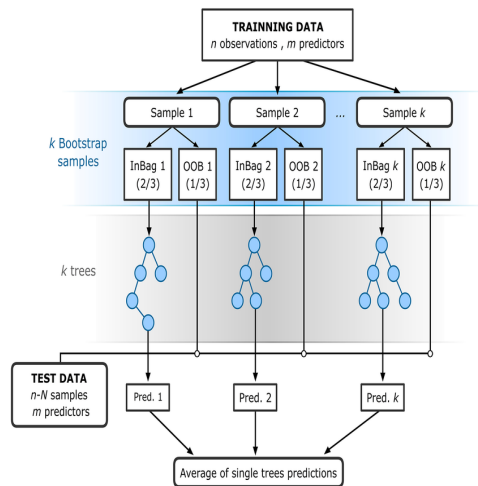 TRAINNING DATA
n observations , m predictors
Sample 1
Sample 2
...
Sample k
k Bootstrap
samples
InBag 1
(2/3)
OOB 1
(1/3)
InBag 2
(2/3)
OOB 2
(1/3)
InBag k
(2/3)
OOB k
(1/3)
k trees
TEST DATA
n-N samples
m predictors
Pred. 1
Pred. 2
Pred. k
Average of single trees predictions